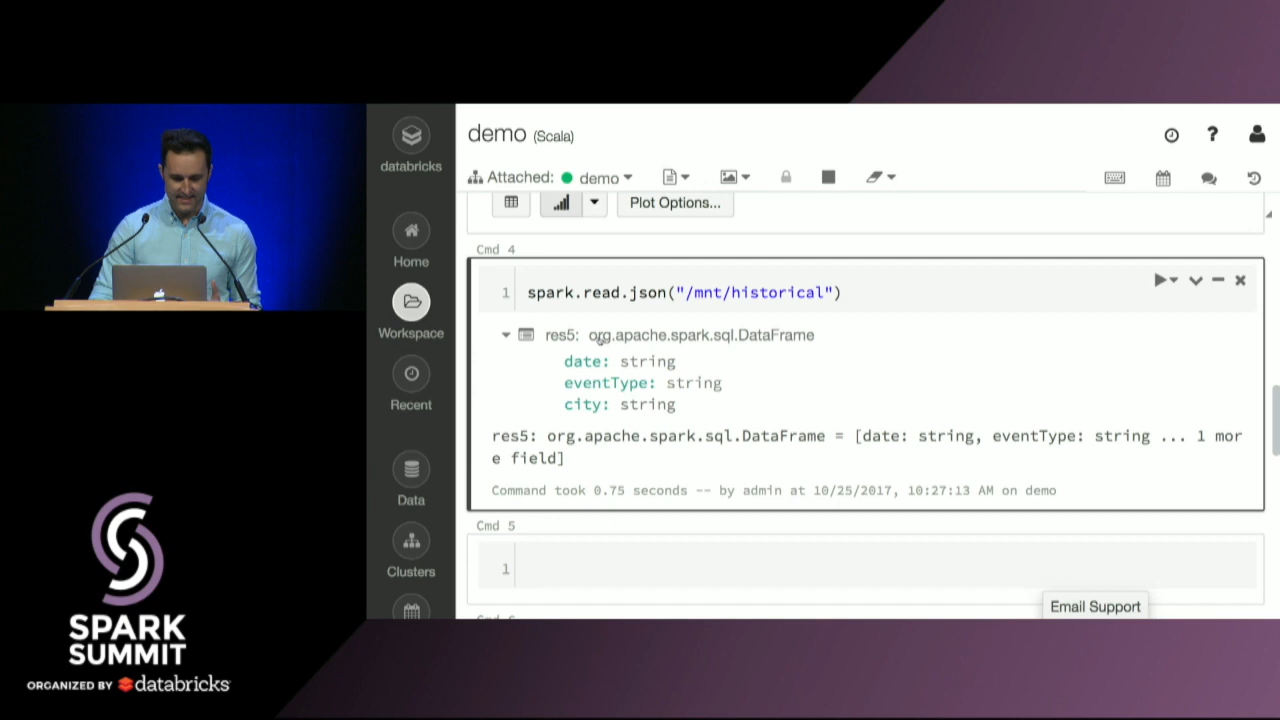 demo (Scala)
databricks
Attached: demo
Plot Options...
Home
Cmd 4
1 spark.read.json("/mnt/historical")
Workspace
res5: org.apache.spark.sql.DataFrame
date: string
eventType: string
Recent
city: string
res5: org.apache.spark.sql.DataFrame = [date: string, eventType: string ... 1 mor
e field]
Data
Command took 0.75 seconds -- by admin at 10/25/2017, 10:27:13 AM on demo
Cmd 5
1
Clusters
Email Support
SPARK
SUMMIT
ORGANIZED BY databricks